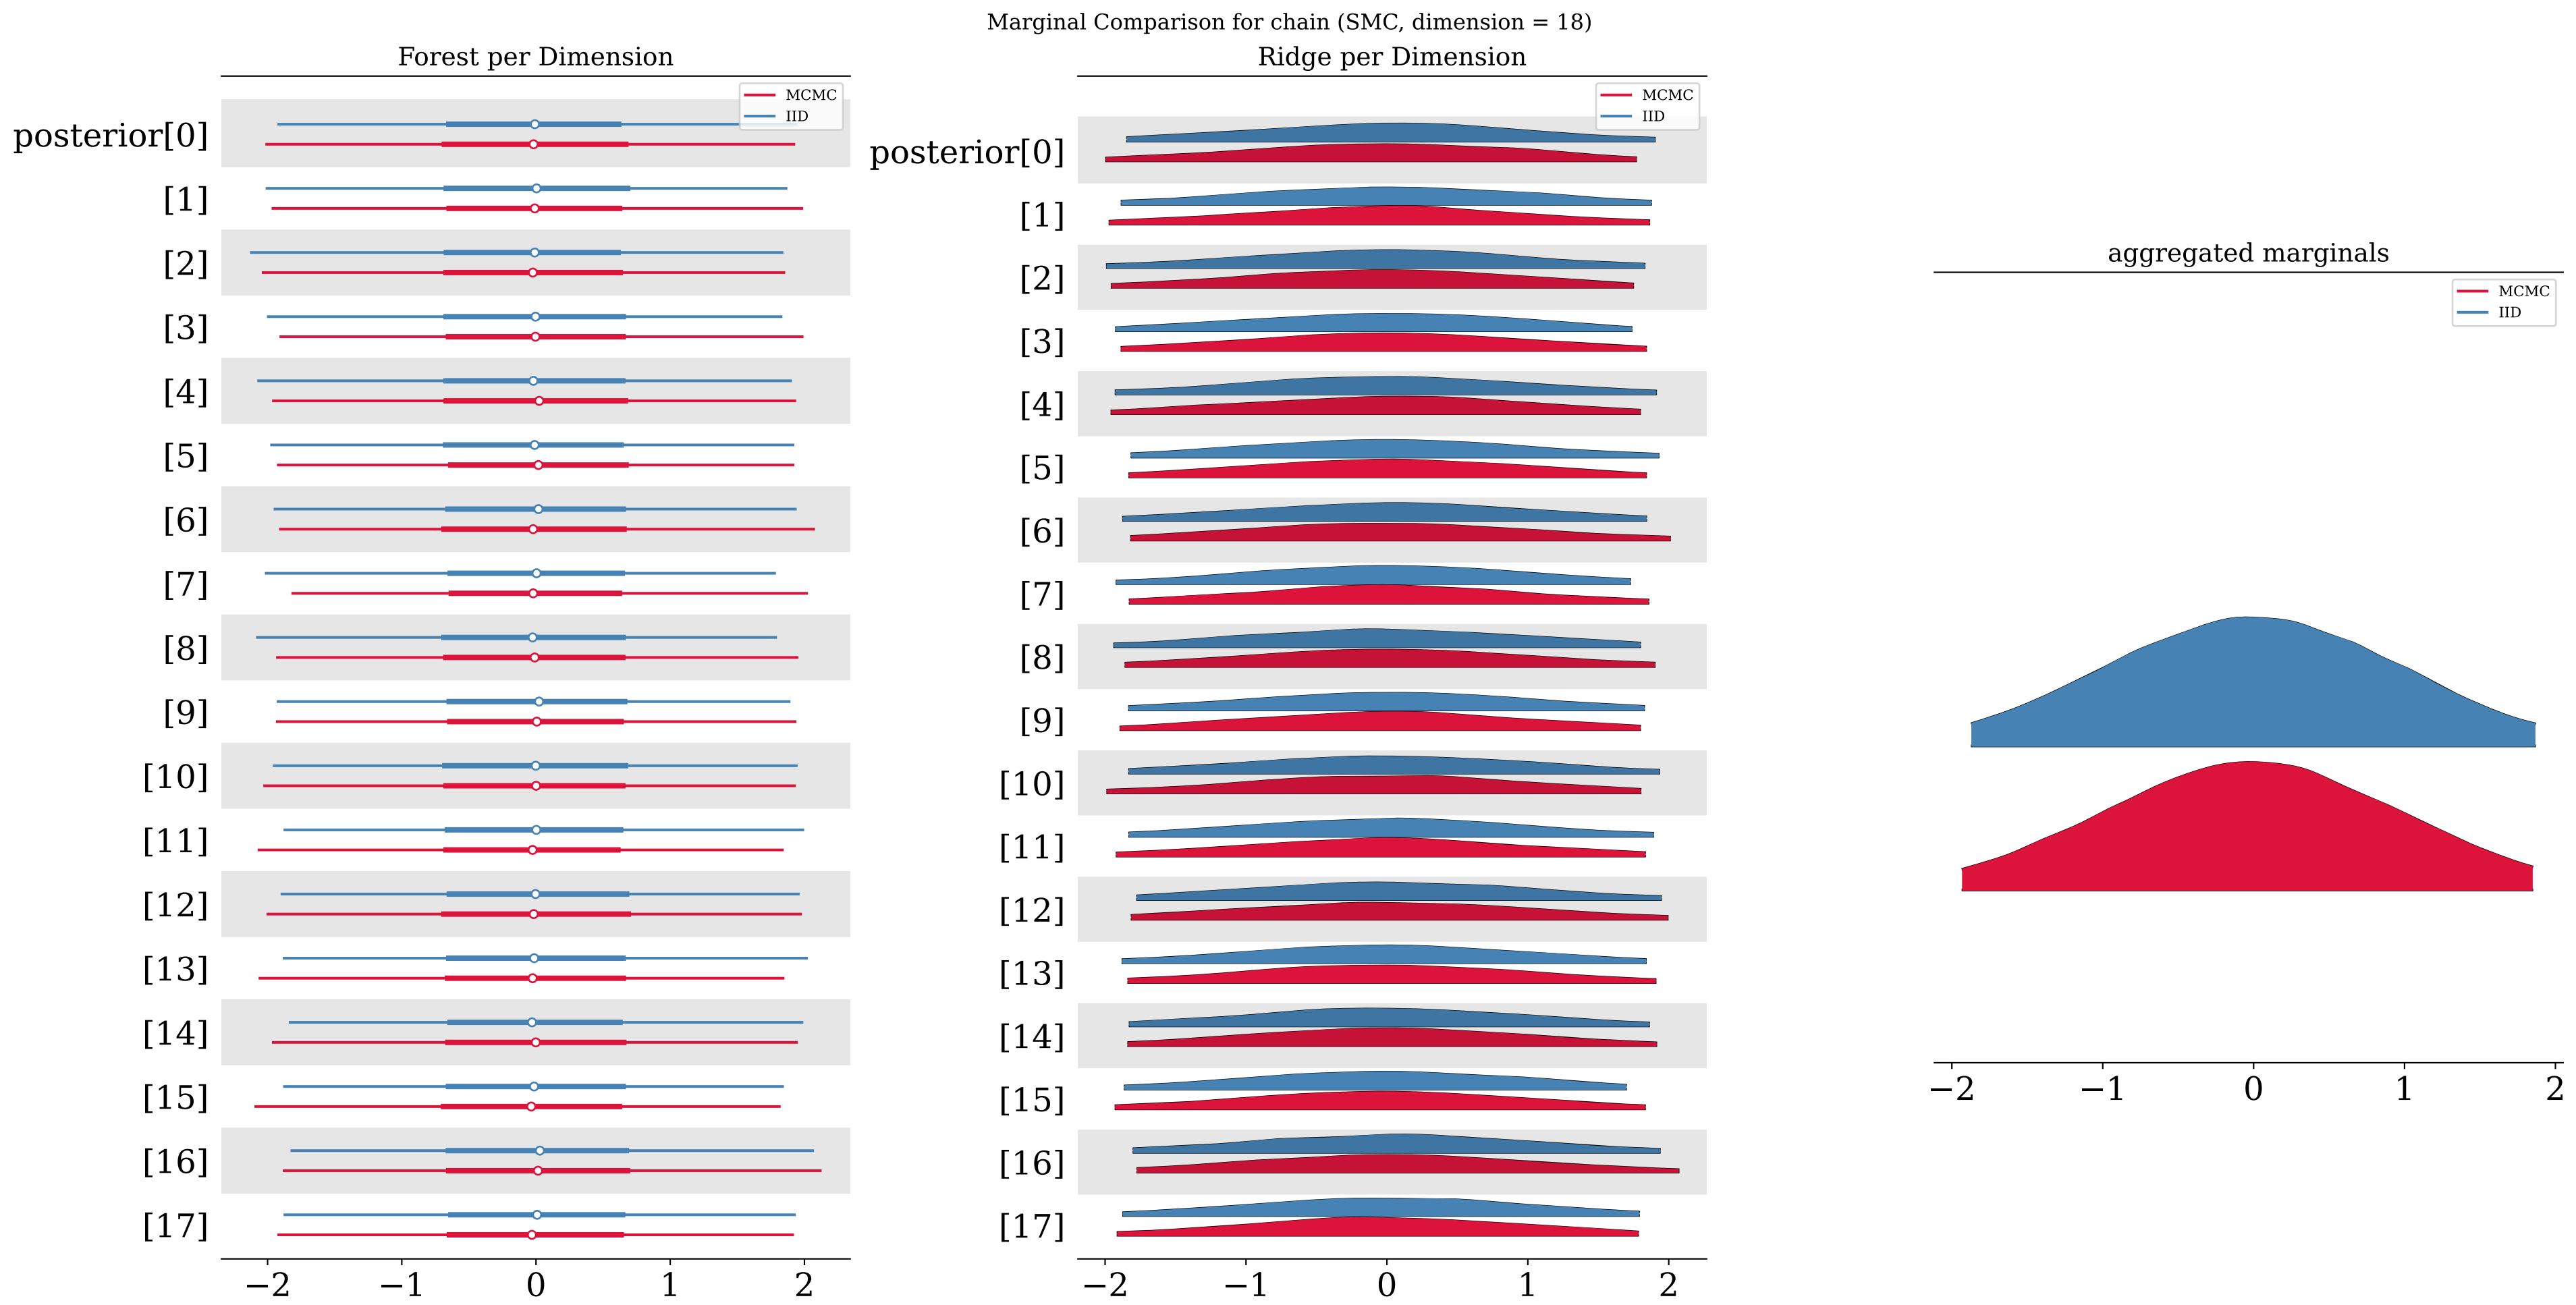 Marginal Comparison for chain (SMC, dimension = 18)
Forest per Dimension
MCMC
IID
posterior[0]
[1]
[2]
[3]
[4]
[5]
[6]
[7]
[8]
[9]
[10]
[11]
[12]
[13]
[14]
[15]
[16]
[17]
−2 −1 0 1 2
Ridge per Dimension
MCMC
IID
posterior[0]
[1]
[2]
[3]
[4]
[5]
[6]
[7]
[8]
[9]
[10]
[11]
[12]
[13]
[14]
[15]
[16]
[17]
−2 −1 0 1 2
aggregated marginals
MCMC
IID
−2 −1 0 1 2